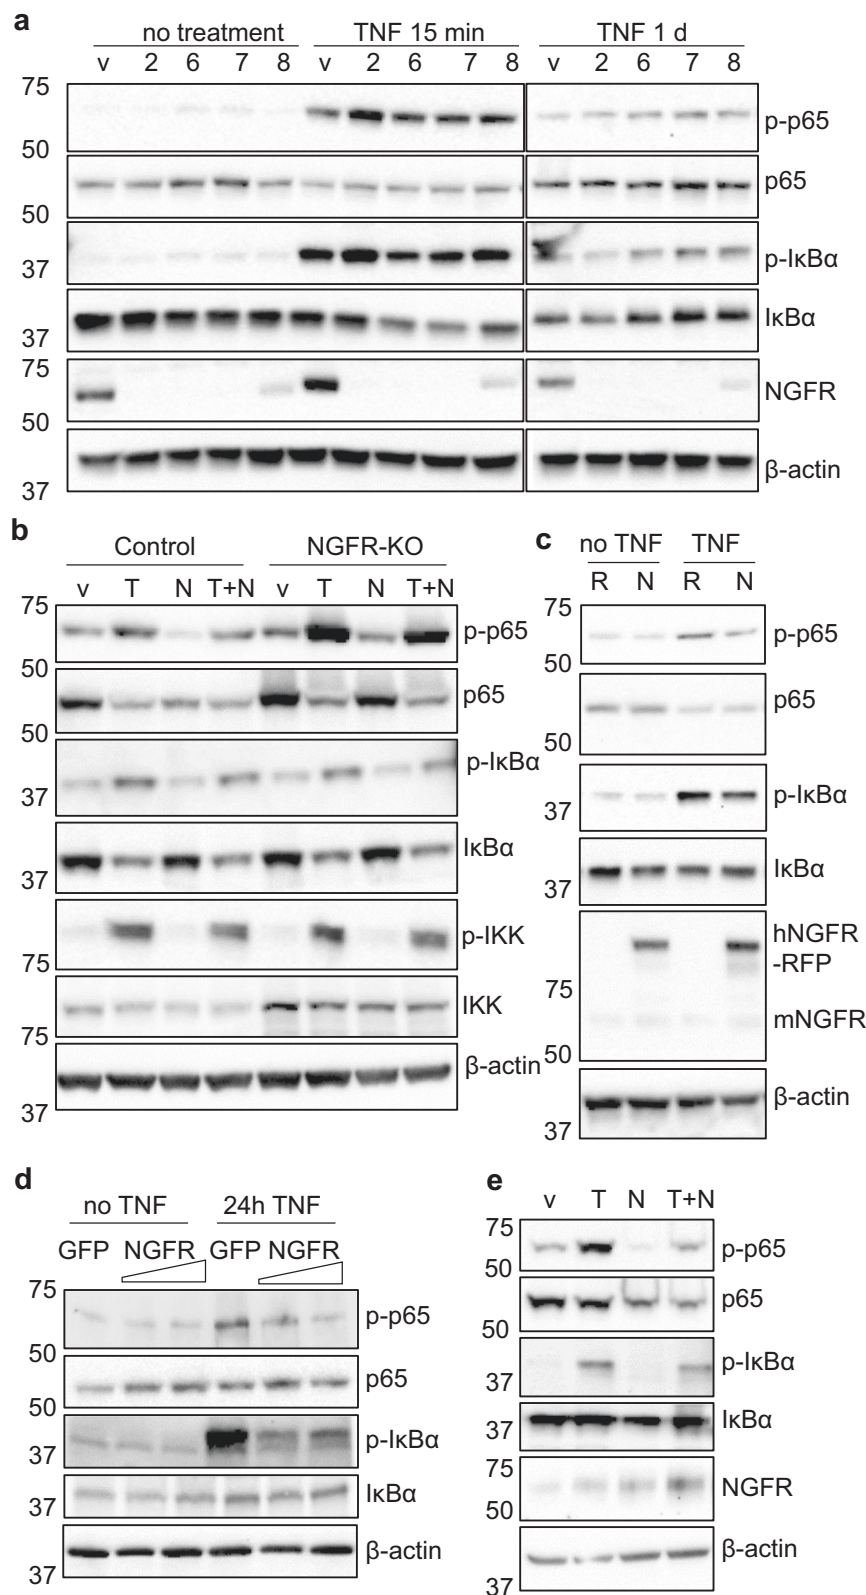 a
no treatment TNF 15 min TNF 1 d
v 2 6 7 8 v 2 6 7 8 v 2 6 7 8
75
p-p65
50
p65
50
p-IκBα
37
IκBα
37
75
NGFR
50
β-actin
37
b
Control NGFR-KO
v T N T+N v T N T+N
75
p-p65
50
p65
50
p-IκBα
37
IκBα
37
p-IKK
75
IKK
75
β-actin
37
c
no TNF TNF
R N R N
75
p-p65
50
p65
50
p-IκBα
37
IκBα
37
hNGFR
-RFP
75
mNGFR
50
β-actin
37
d
no TNF 24h TNF
GFP NGFR GFP NGFR
75
p-p65
50
p65
50
p-IκBα
37
IκBα
37
β-actin
37
e
v T N T+N
75
p-p65
50
p65
50
p-IκBα
37
IκBα
37
75
NGFR
50
β-actin
37